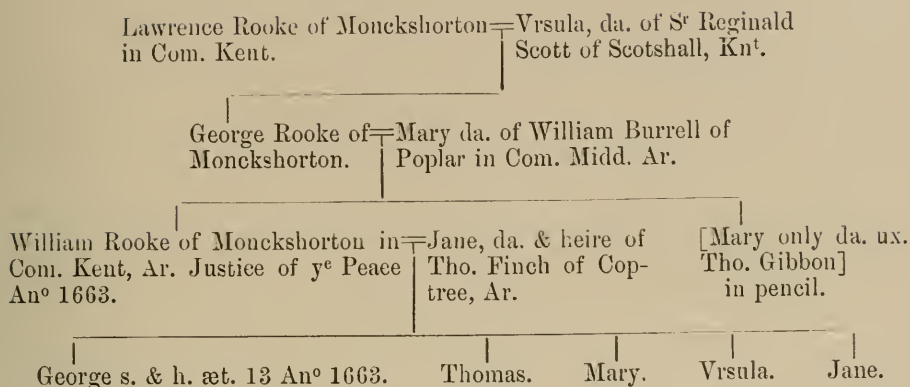 Lawrence Rooke of Monckshorton
in Com. Kent.
Vrsula, da. of Sʳ Reginald
Scott of Scotshall, Knᵗ.
George Rooke of
Monckshorton.
Mary da. of William Burrell of
Poplar in Com. Midd. Ar.
William Rooke of Monckshorton in
Com. Kent, Ar. Justice of yᵉ Peace
Anᵒ 1663.
Jane, da. & heire of
Tho. Finch of Cop-
tree, Ar.
[Mary only da. ux.
Tho. Gibbon]
in pencil.
George s. & h. æt. 13 Anᵒ 1663.
Thomas.
Mary.
Vrsula.
Jane.